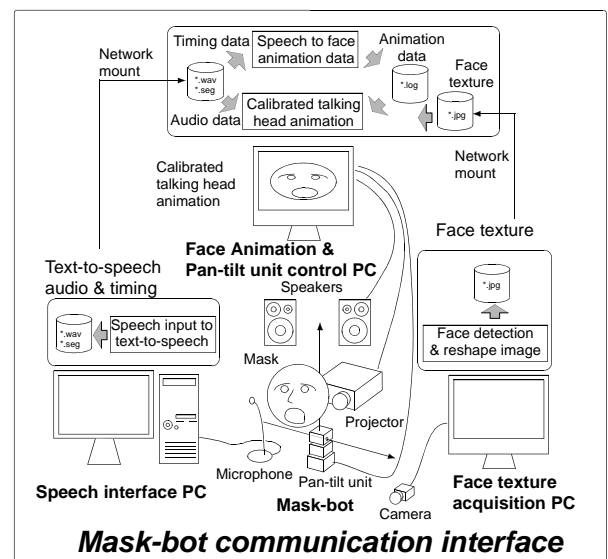 Network
mount
Timing data
Speech to face
animation data
Animation
data
Face
texture
*.wav
*.seg
*.log
*.jpg
Audio data
Calibrated talking
head animation
Calibrated
talking head
animation
Network
mount
Face Animation &
Pan-tilt unit control PC
Face texture
Text-to-speech
audio & timing
Speakers
*.jpg
*.wav
*.seg
Speech input to
text-to-speech
Face detection
& reshape image
Mask
Projector
Microphone
Pan-tilt unit
Speech interface PC
Mask-bot
Camera
Face texture
acquisition PC
Mask-bot communication interface